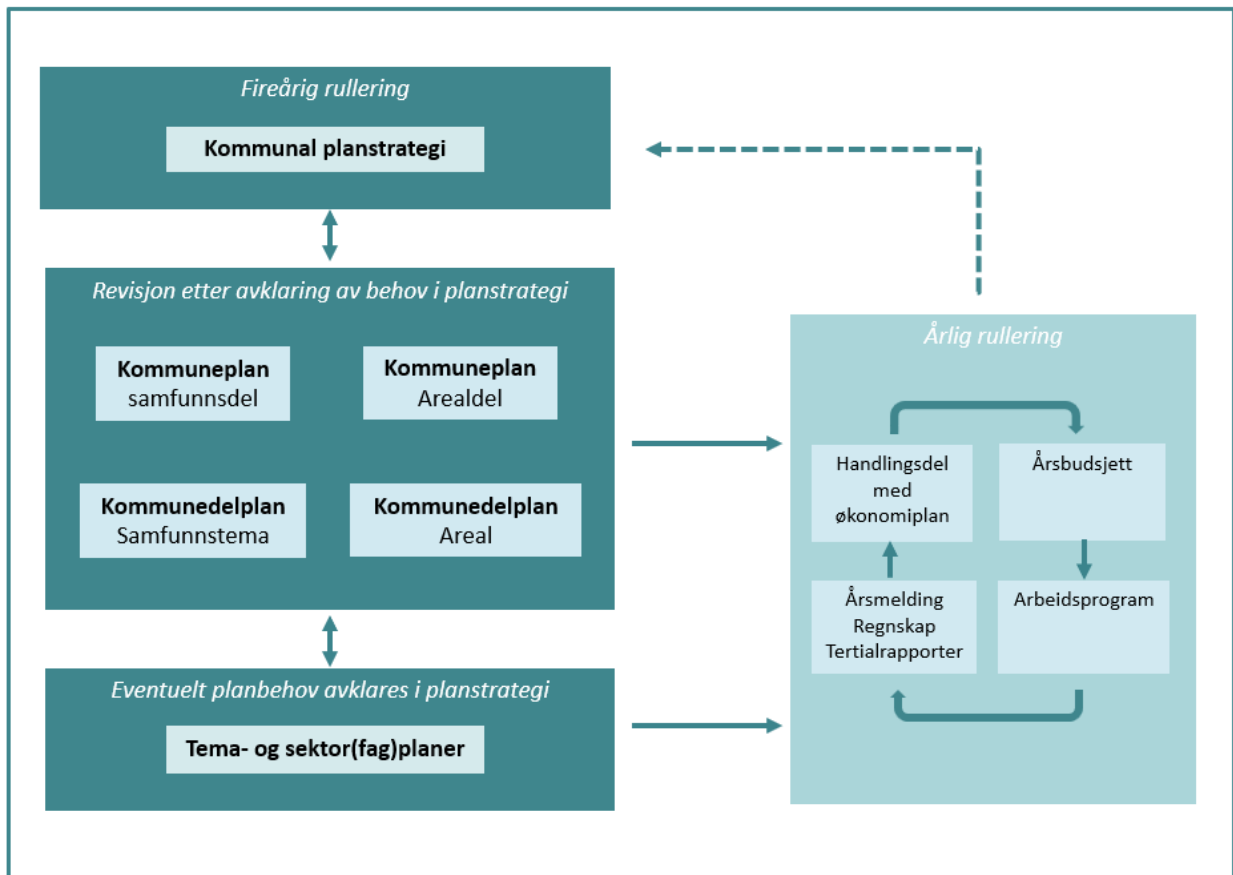 Fireårig rullering
Kommunal planstrategi
Revisjon etter avklaring av behov i planstrategi
Kommuneplan
samfunnsdel
Kommuneplan
Arealdel
Kommunedelplan
Samfunnstema
Kommunedelplan
Areal
Eventuelt planbehov avklares i planstrategi
Tema- og sektor(fag)planer
Årlig rullering
Handlingsdel
med
økonomiplan
Årsbudsjett
Årsmelding
Regnskap
Tertialrapporter
Arbeidsprogram